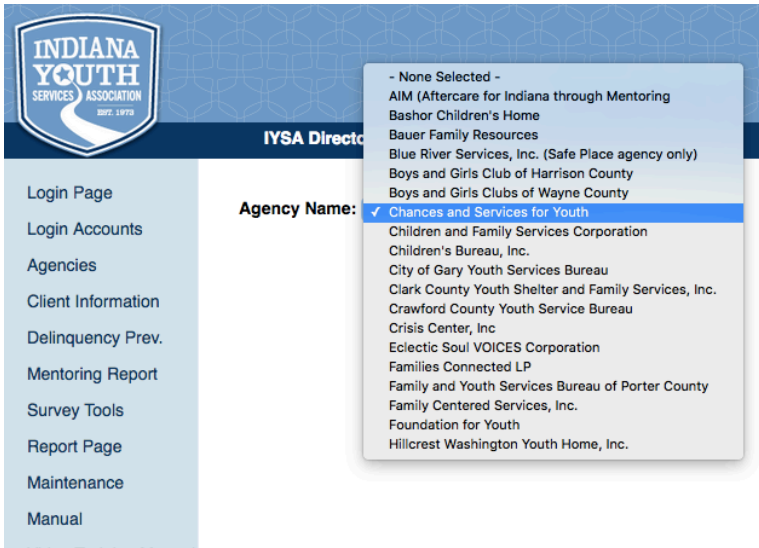 INDIANA
YOUTH
SERVICES ASSOCIATION
EST. 1973
IYSA Directo
Login Page
Login Accounts
Agencies
Client Information
Delinquency Prev.
Mentoring Report
Survey Tools
Report Page
Maintenance
Manual
Agency Name:
- None Selected -
AIM (Aftercare for Indiana through Mentoring
Bashor Children's Home
Bauer Family Resources
Blue River Services, Inc. (Safe Place agency only)
Boys and Girls Club of Harrison County
Boys and Girls Clubs of Wayne County
✓ Chances and Services for Youth
Children and Family Services Corporation
Children's Bureau, Inc.
City of Gary Youth Services Bureau
Clark County Youth Shelter and Family Services, Inc.
Crawford County Youth Service Bureau
Crisis Center, Inc
Eclectic Soul VOICES Corporation
Families Connected LP
Family and Youth Services Bureau of Porter County
Family Centered Services, Inc.
Foundation for Youth
Hillcrest Washington Youth Home, Inc.